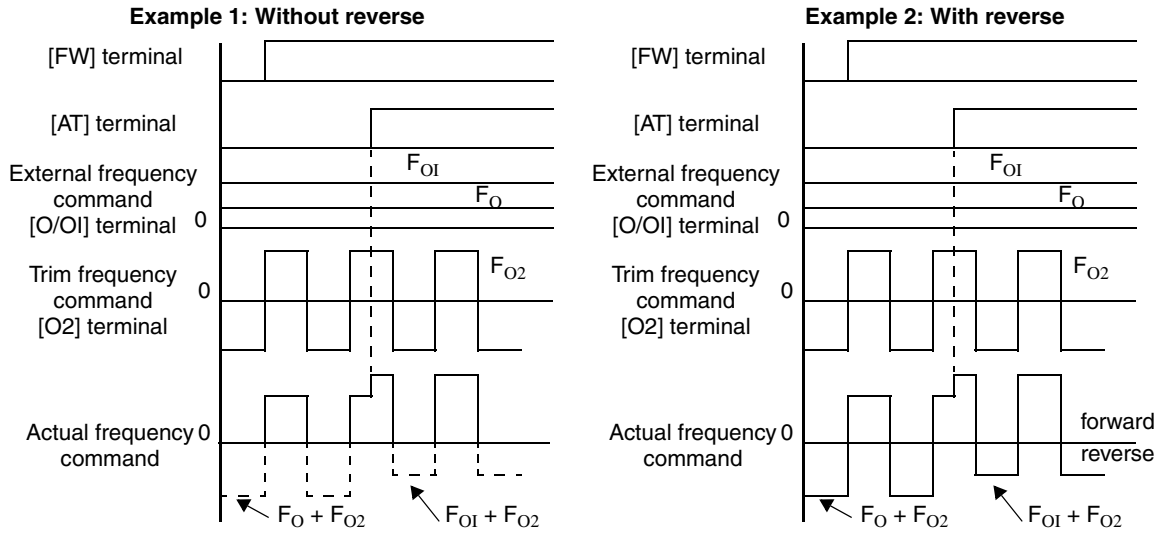 Example 1: Without reverse
[FW] terminal
[AT] terminal
External frequency
command
[O/OI] terminal
0
F_OI
F_O
Trim frequency
command
[O2] terminal
0
F_O2
Actual frequency
command
0
F_O + F_O2
F_OI + F_O2
Example 2: With reverse
[FW] terminal
[AT] terminal
External frequency
command
[O/OI] terminal
0
F_OI
F_O
Trim frequency
command
[O2] terminal
0
F_O2
Actual frequency
command
0
forward
reverse
F_O + F_O2
F_OI + F_O2